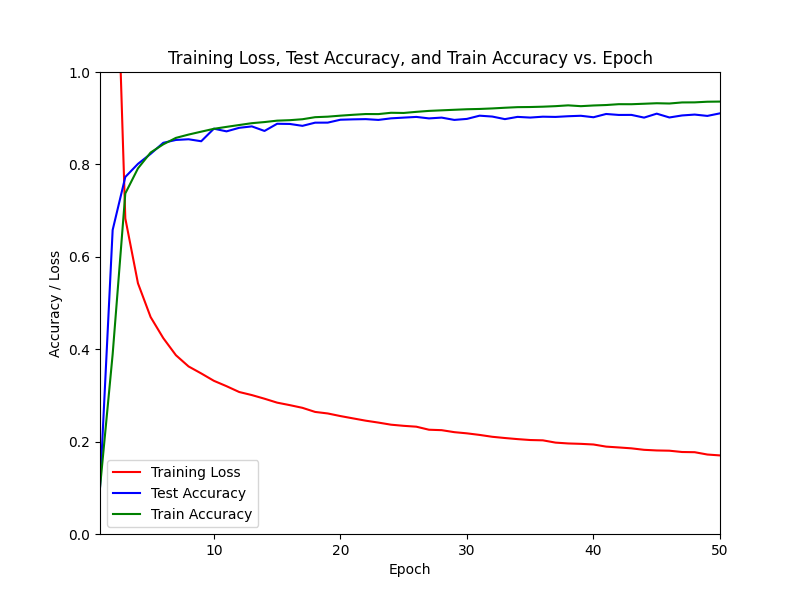 Training Loss, Test Accuracy, and Train Accuracy vs. Epoch
1.0
0.8
0.6
0.4
0.2
0.0
Accuracy / Loss
Training Loss
Test Accuracy
Train Accuracy
10
20
30
40
50
Epoch